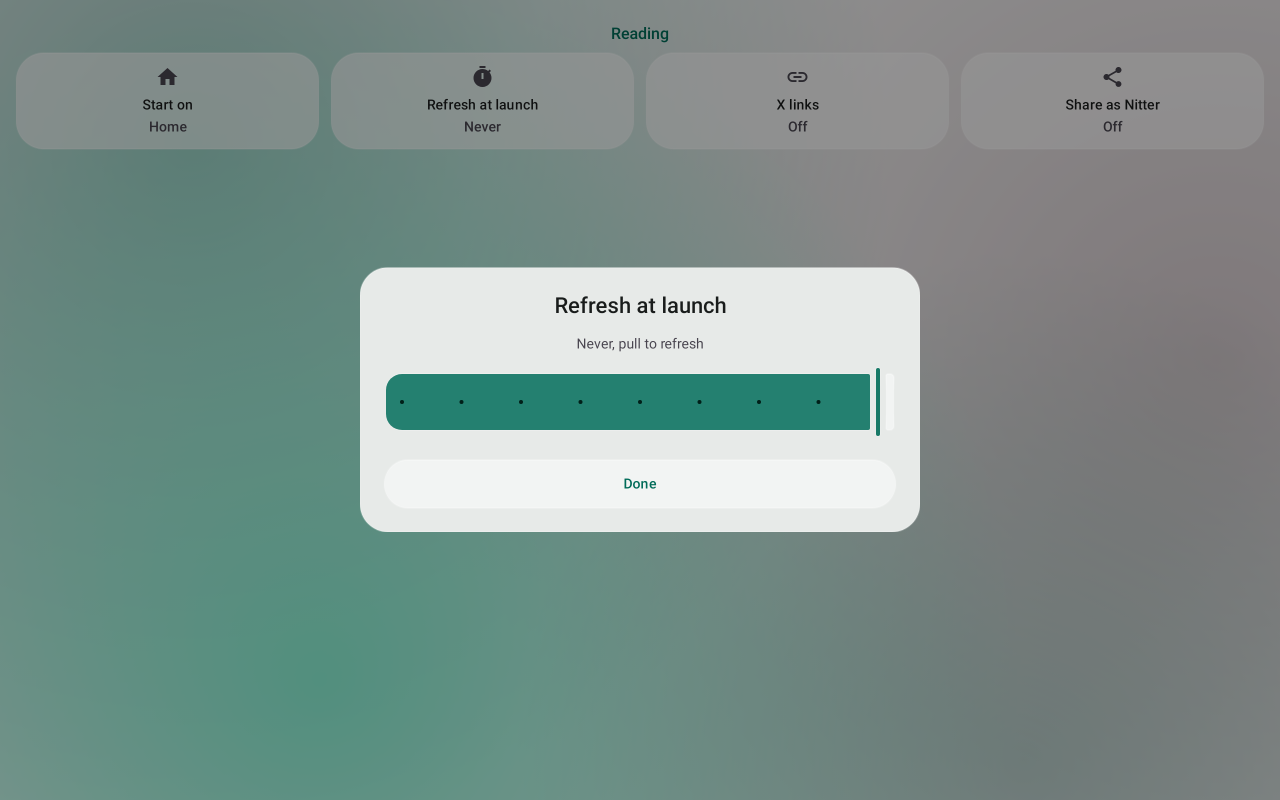 Reading
Start on
Home
Refresh at launch
Never
X links
Off
Share as Nitter
Off
Refresh at launch
Never, pull to refresh
Done